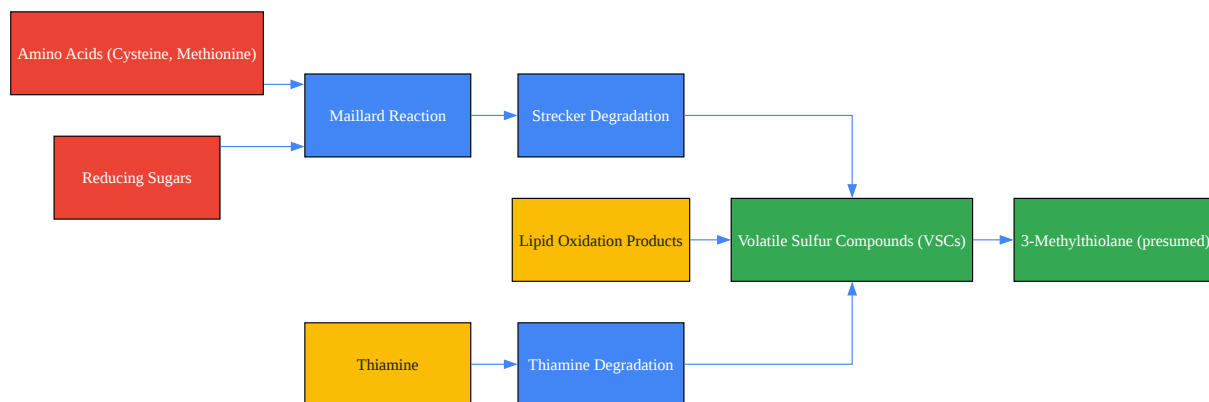 Amino Acids (Cysteine, Methionine)
Maillard Reaction
Strecker Degradation
Reducing Sugars
Lipid Oxidation Products
Volatile Sulfur Compounds (VSCs)
3-Methylthiolane (presumed)
Thiamine
Thiamine Degradation